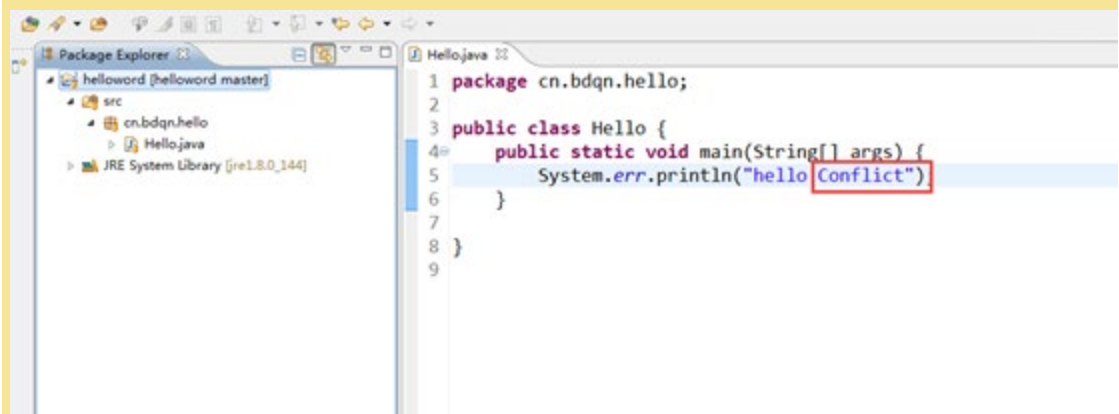 Package Explorer
Hello.java
helloword [helloword master]
src
cn.bdqn.hello
Hello.java
JRE System Library [jre1.8.0_144]
1 package cn.bdqn.hello;
2
3 public class Hello {
4 public static void main(String[] args) {
5 System.err.println("hello Conflict");
6 }
7
8 }
9